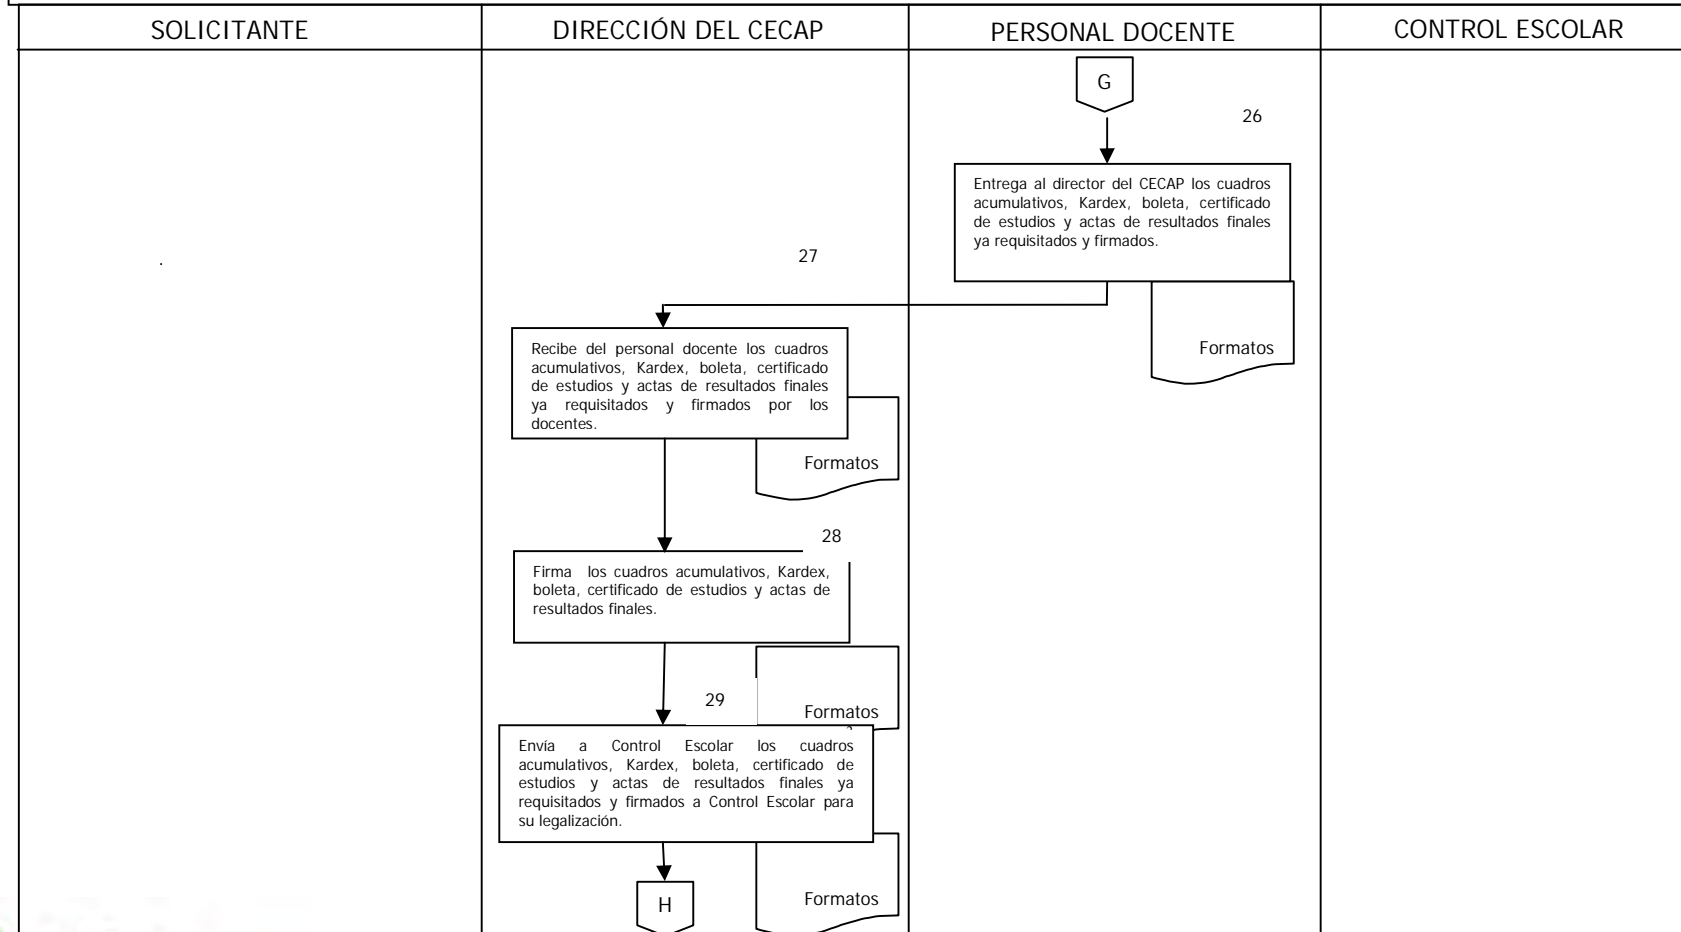 SOLICITANTE
DIRECCIÓN DEL CECAP
PERSONAL DOCENTE
CONTROL ESCOLAR
G
26
Entrega al director del CECAP los cuadros
acumulativos, Kardex, boleta, certificado
de estudios y actas de resultados finales
ya requisitados y firmados.
Formatos
27
.
Recibe del personal docente los cuadros
acumulativos, Kardex, boleta, certificado
de estudios y actas de resultados finales
ya requisitados y firmados por los
docentes.
Formatos
28
Firma los cuadros acumulativos, Kardex,
boleta, certificado de estudios y actas de
resultados finales.
Formatos
29
Envía a Control Escolar los cuadros
acumulativos, Kardex, boleta, certificado de
estudios y actas de resultados finales ya
requisitados y firmados a Control Escolar para
su legalización.
Formatos
H